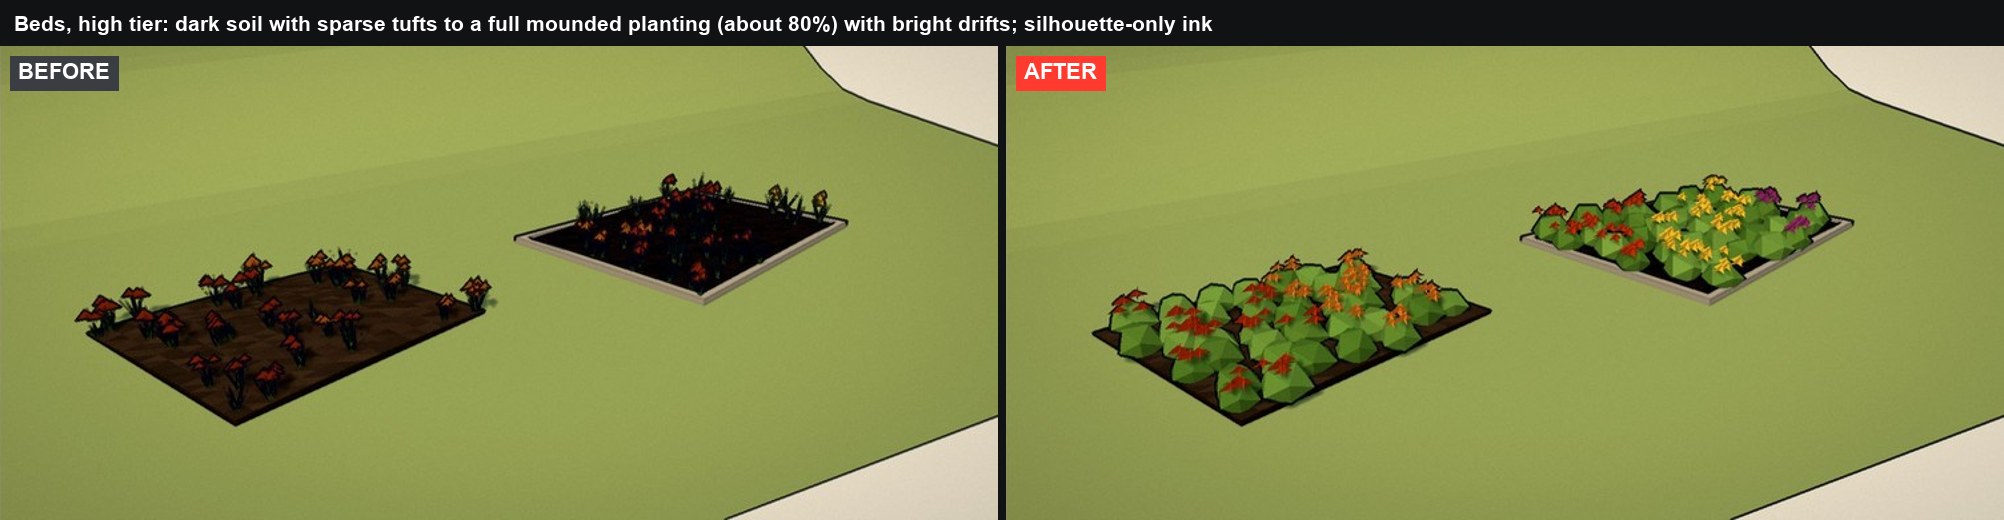 Beds, high tier: dark soil with sparse tufts to a full mounded planting (about 80%) with bright drifts; silhouette-only ink
BEFORE
AFTER